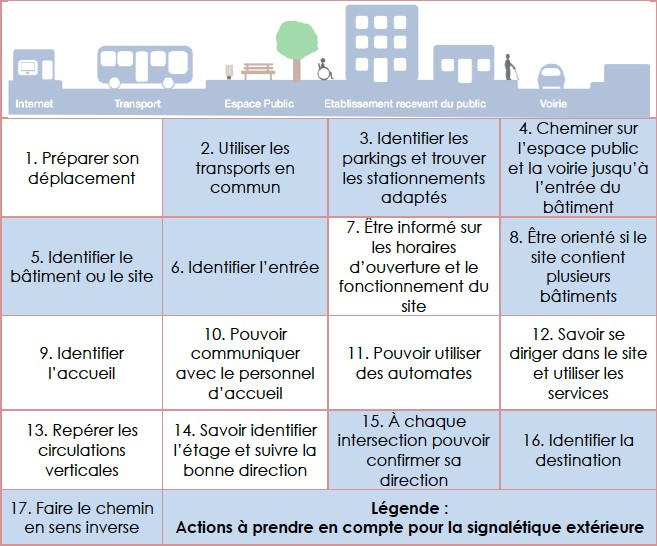 Internet
Transport
Espace Public
Etablissement recevant du public
Voirie
1. Préparer son
déplacement
2. Utiliser les
transports en
commun
3. Identifier les
parkings et trouver
les stationnements
adaptés
4. Cheminer sur
l'espace public
et la voirie jusqu'à
l'entrée du
bâtiment
5. Identifier le
bâtiment ou le site
6. Identifier l'entrée
7. Être informé sur
les horaires
d'ouverture et le
fonctionnement du
site
8. Être orienté si le
site contient
plusieurs
bâtiments
9. Identifier
l'accueil
10. Pouvoir
communiquer
avec le personnel
d'accueil
11. Pouvoir utiliser
des automates
12. Savoir se
diriger dans le site
et utiliser les
services
13. Repérer les
circulations
verticales
14. Savoir identifier
l'étage et suivre la
bonne direction
15. À chaque
intersection pouvoir
confirmer sa
direction
16. Identifier la
destination
17. Faire le chemin
en sens inverse
Légende :
Actions à prendre en compte pour la signalétique extérieure